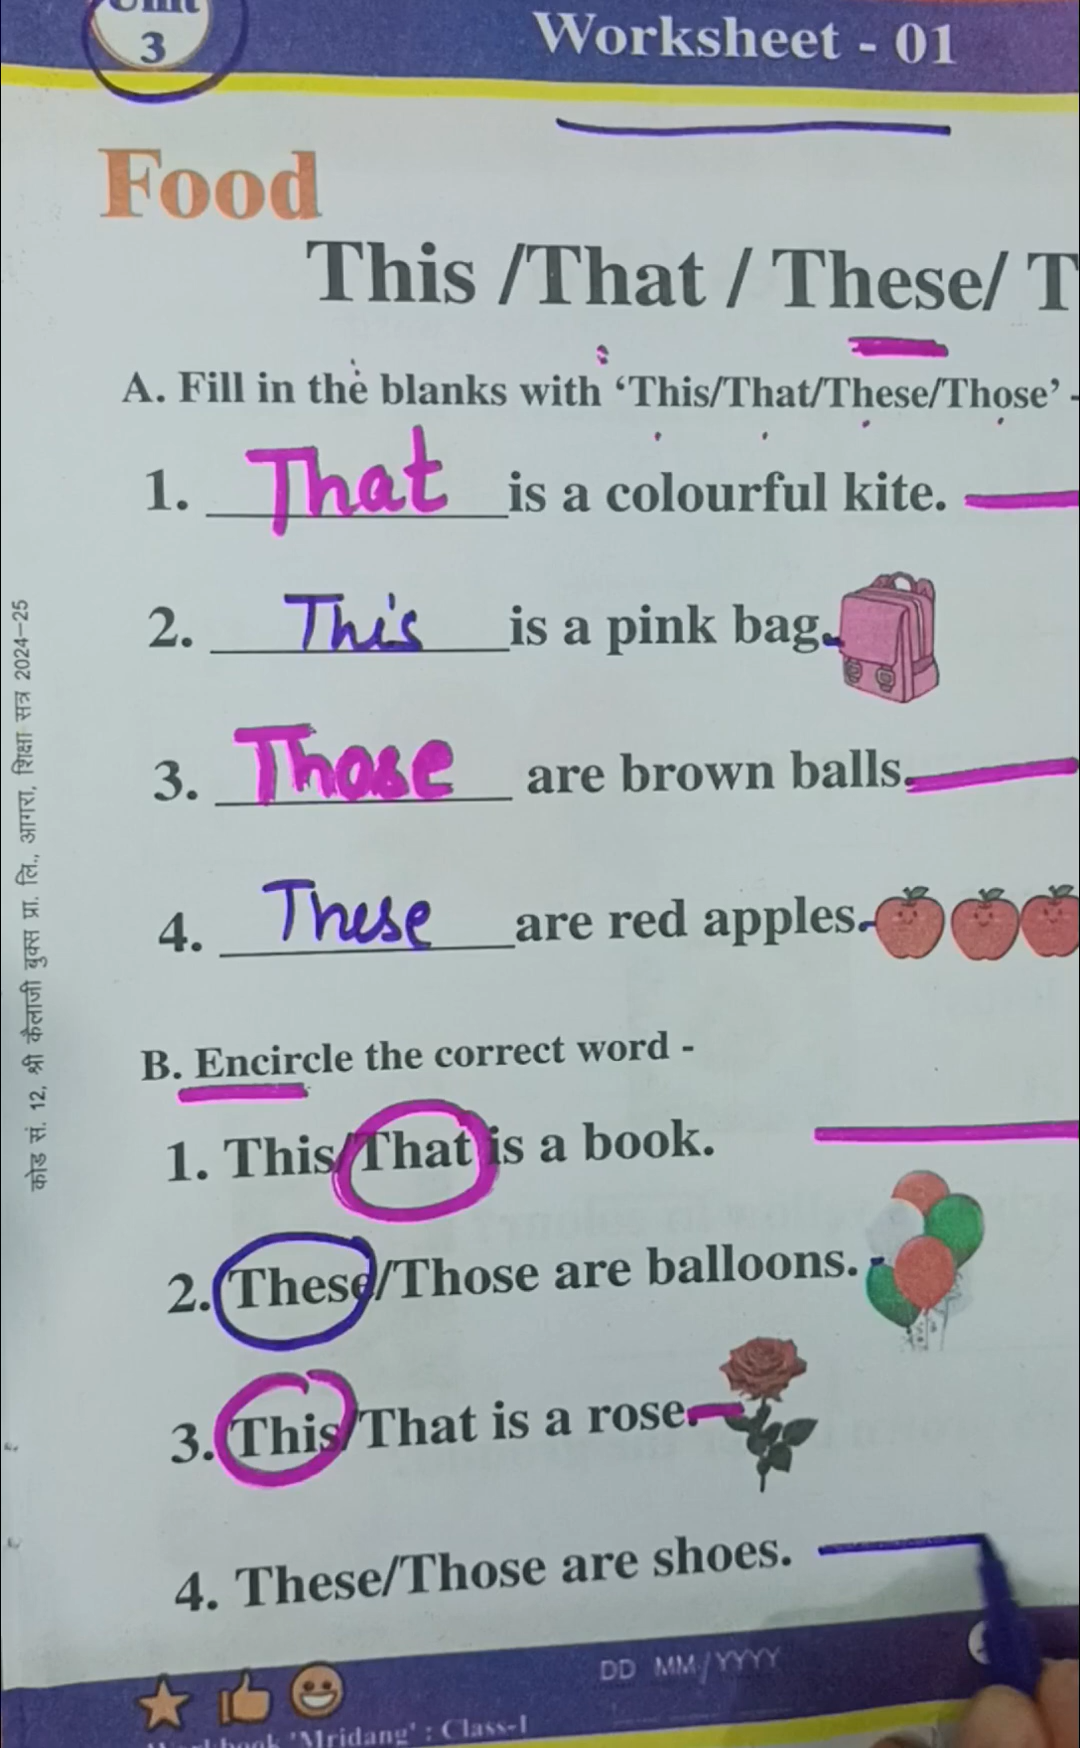 Unit
3
Worksheet - 01
Food
This /That / These/ T
A. Fill in the blanks with ‘This/That/These/Those’ -
1. That is a colourful kite.
2. This is a pink bag.
3. Those are brown balls.
4. These are red apples.
B. Encircle the correct word -
1. This/That is a book.
2. These/Those are balloons.
3. This/That is a rose.
4. These/Those are shoes.
DD MM/YYYY
'Mridang' : Class-I
कोड सं. 12, श्री कैलाजी बुक्स प्रा. लि., आगरा, शिक्षा सत्र 2024–25